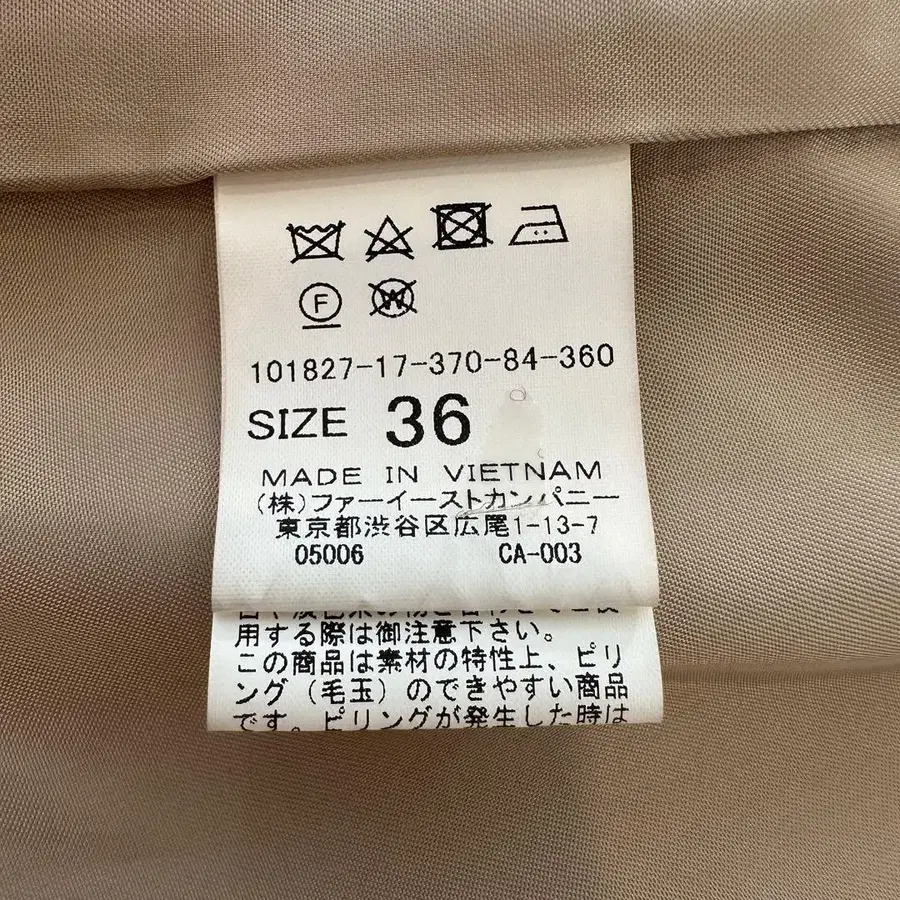 F
W
101827-17-370-84-360
SIZE 36
MADE IN VIETNAM
(株)ファーイーストカンパニー
東京都渋谷区広尾1-13-7
05006 CA-003
用する際は御注意下さい。
この商品は素材の特性上、ピリ
ング(毛玉)のできやすい商品
です。ピリングが発生した時は